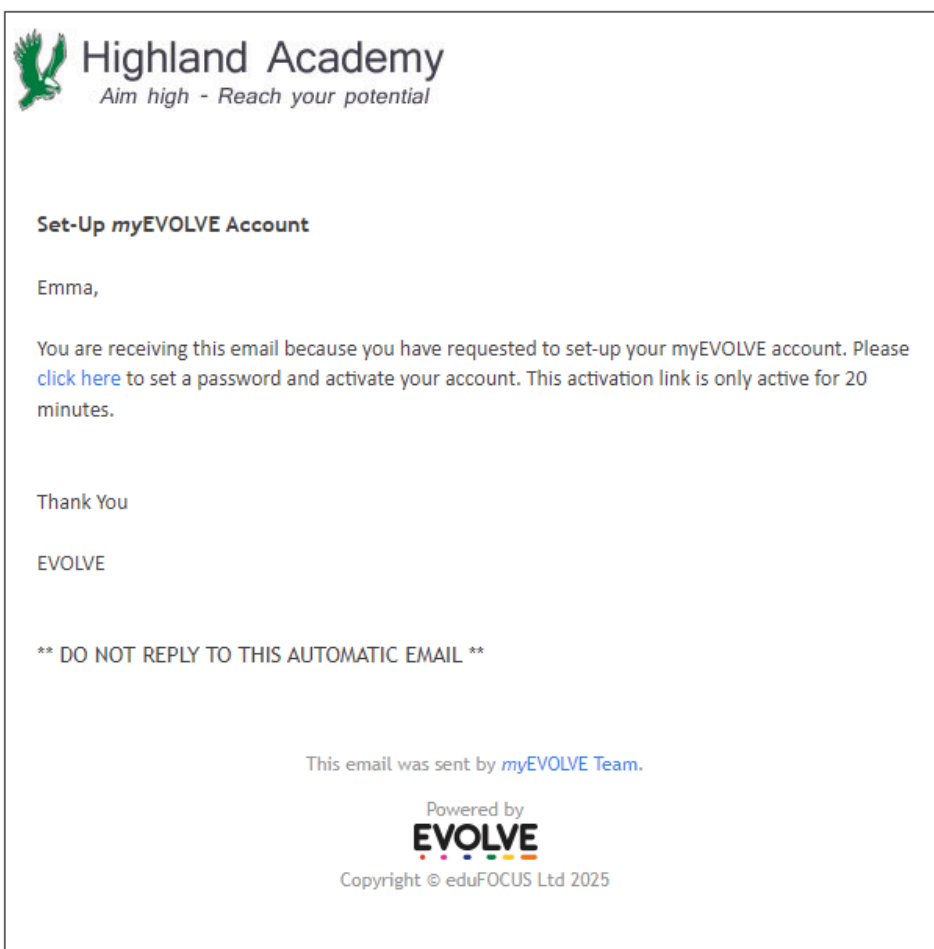 Highland Academy
Aim high - Reach your potential
Set-Up myEVOLVE Account
Emma,
You are receiving this email because you have requested to set-up your myEVOLVE account. Please
click here to set a password and activate your account. This activation link is only active for 20
minutes.
Thank You
EVOLVE
** DO NOT REPLY TO THIS AUTOMATIC EMAIL **
This email was sent by myEVOLVE Team.
Powered by
EVOLVE
Copyright © eduFOCUS Ltd 2025